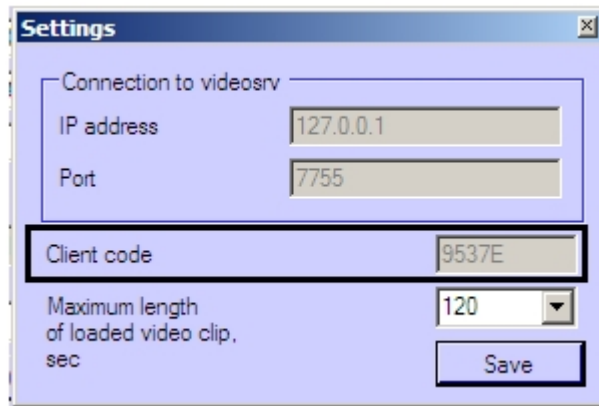 Settings
Connection to videosrv
IP address 127.0.0.1
Port 7755
Client code 9537E
Maximum length 120
of loaded video clip,
sec
Save